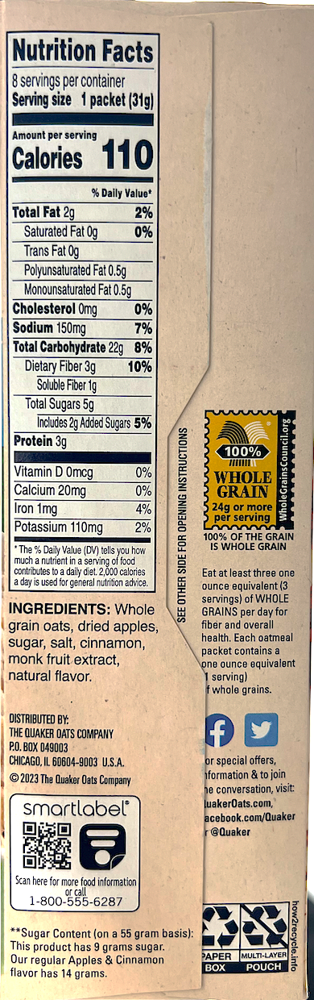 Nutrition Facts
8 servings per container
Serving size 1 packet (31g)
Amount per serving
Calories 110
% Daily Value*
Total Fat 2g 2%
Saturated Fat 0g 0%
Trans Fat 0g
Polyunsaturated Fat 0.5g
Monounsaturated Fat 0.5g
Cholesterol 0mg 0%
Sodium 150mg 7%
Total Carbohydrate 22g 8%
Dietary Fiber 3g 10%
Soluble Fiber 1g
Total Sugars 5g
Includes 2g Added Sugars 5%
Protein 3g
Vitamin D 0mcg 0%
Calcium 20mg 0%
Iron 1mg 4%
Potassium 110mg 2%
* The % Daily Value (DV) tells you how
much a nutrient in a serving of food
contributes to a daily diet. 2,000 calories
a day is used for general nutrition advice.
INGREDIENTS: Whole
grain oats, dried apples,
sugar, salt, cinnamon,
monk fruit extract,
natural flavor.
DISTRIBUTED BY:
THE QUAKER OATS COMPANY
P.O. BOX 049003
CHICAGO, IL 60604-9003 U.S.A.
© 2023 The Quaker Oats Company
smartlabel®
Scan here for more food information
or call
1-800-555-6287
**Sugar Content (on a 55 gram basis):
This product has 9 grams sugar.
Our regular Apples & Cinnamon
flavor has 14 grams.
SEE OTHER SIDE FOR OPENING INSTRUCTIONS
®
100%
WHOLE
GRAIN
24g or more
per serving
WholeGrainsCouncil.org
100% OF THE GRAIN
IS WHOLE GRAIN
Eat at least three one
ounce equivalent (3
servings) of WHOLE
GRAINS per day for
fiber and overall
health. Each oatmeal
packet contains a
one ounce equivalent
1 serving)
f whole grains.
f
or special offers,
nformation & to join
he conversation, visit:
uakerOats.com,
acebook.com/Quaker
r @Quaker
PAPER
BOX
MULTI-LAYER
POUCH
how2recycle.info